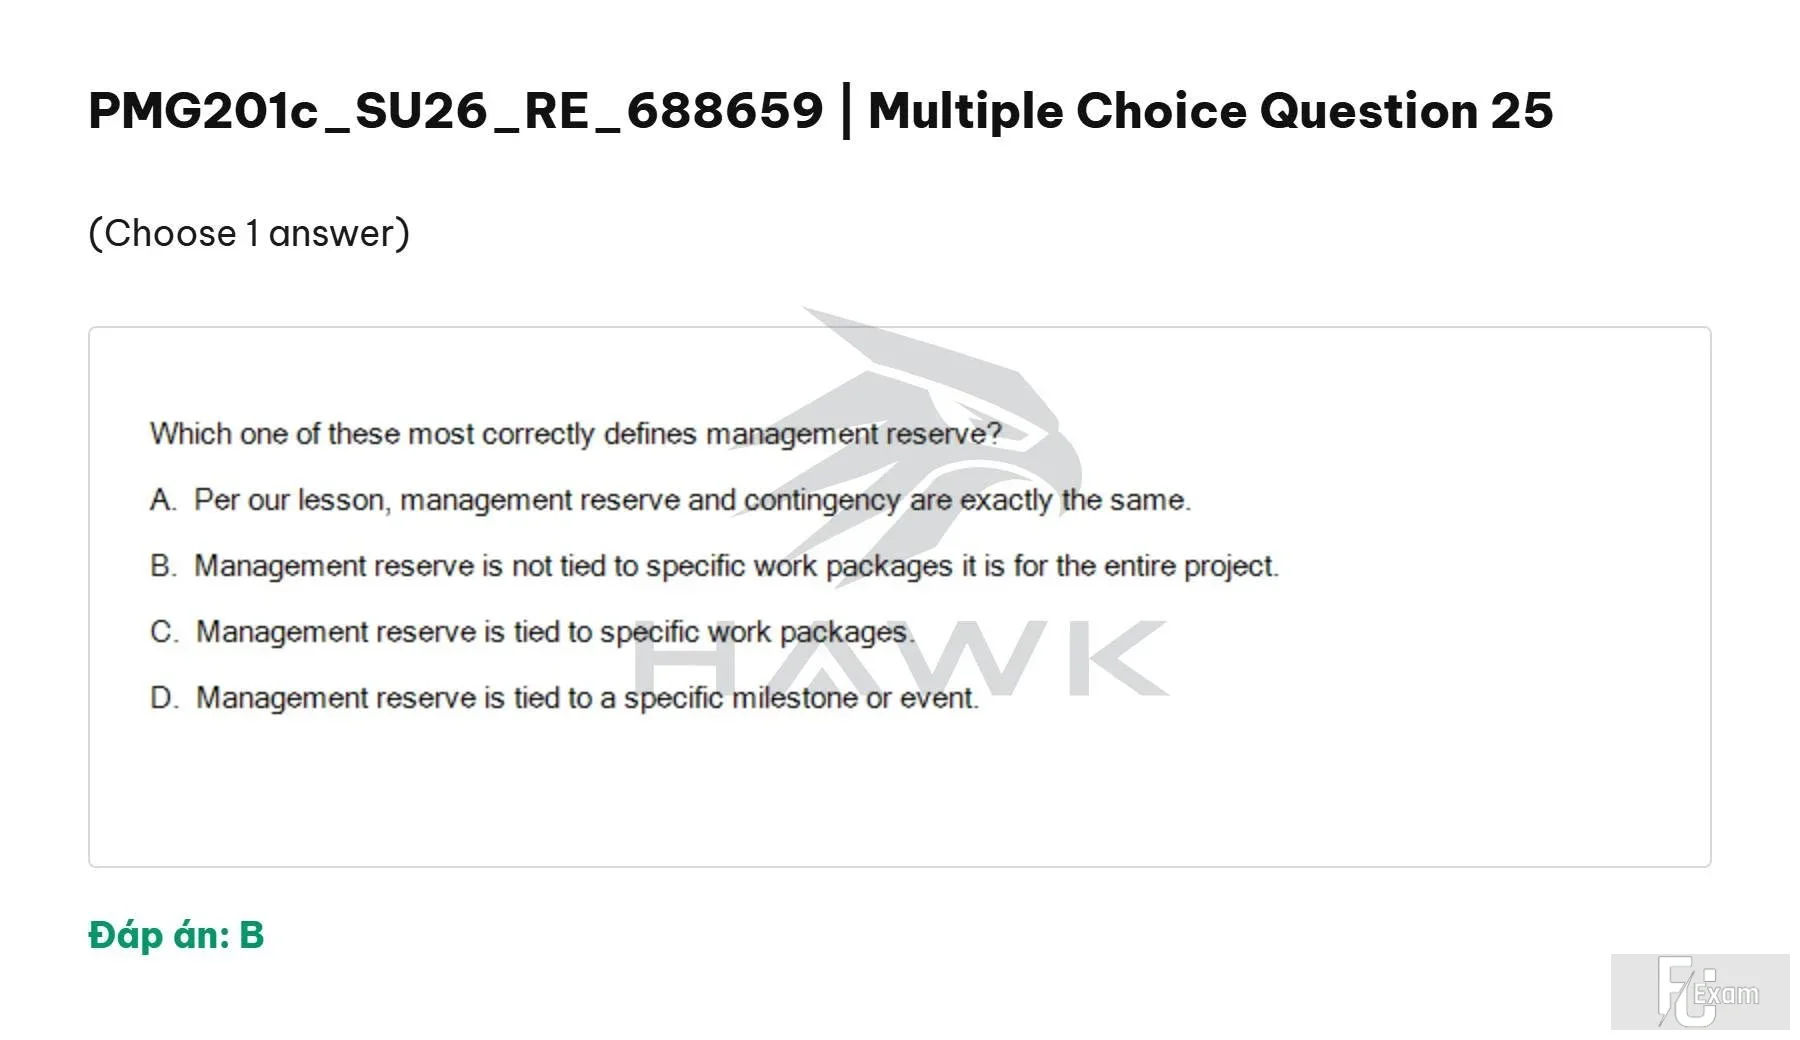 PMG201c_SU26_RE_688659 | Multiple Choice Question 25
(Choose 1 answer)
Which one of these most correctly defines management reserve?
A. Per our lesson, management reserve and contingency are exactly the same.
B. Management reserve is not tied to specific work packages it is for the entire project.
C. Management reserve is tied to specific work packages.
HAWK
D. Management reserve is tied to a specific milestone or event.
Đáp án: B
FU Exam